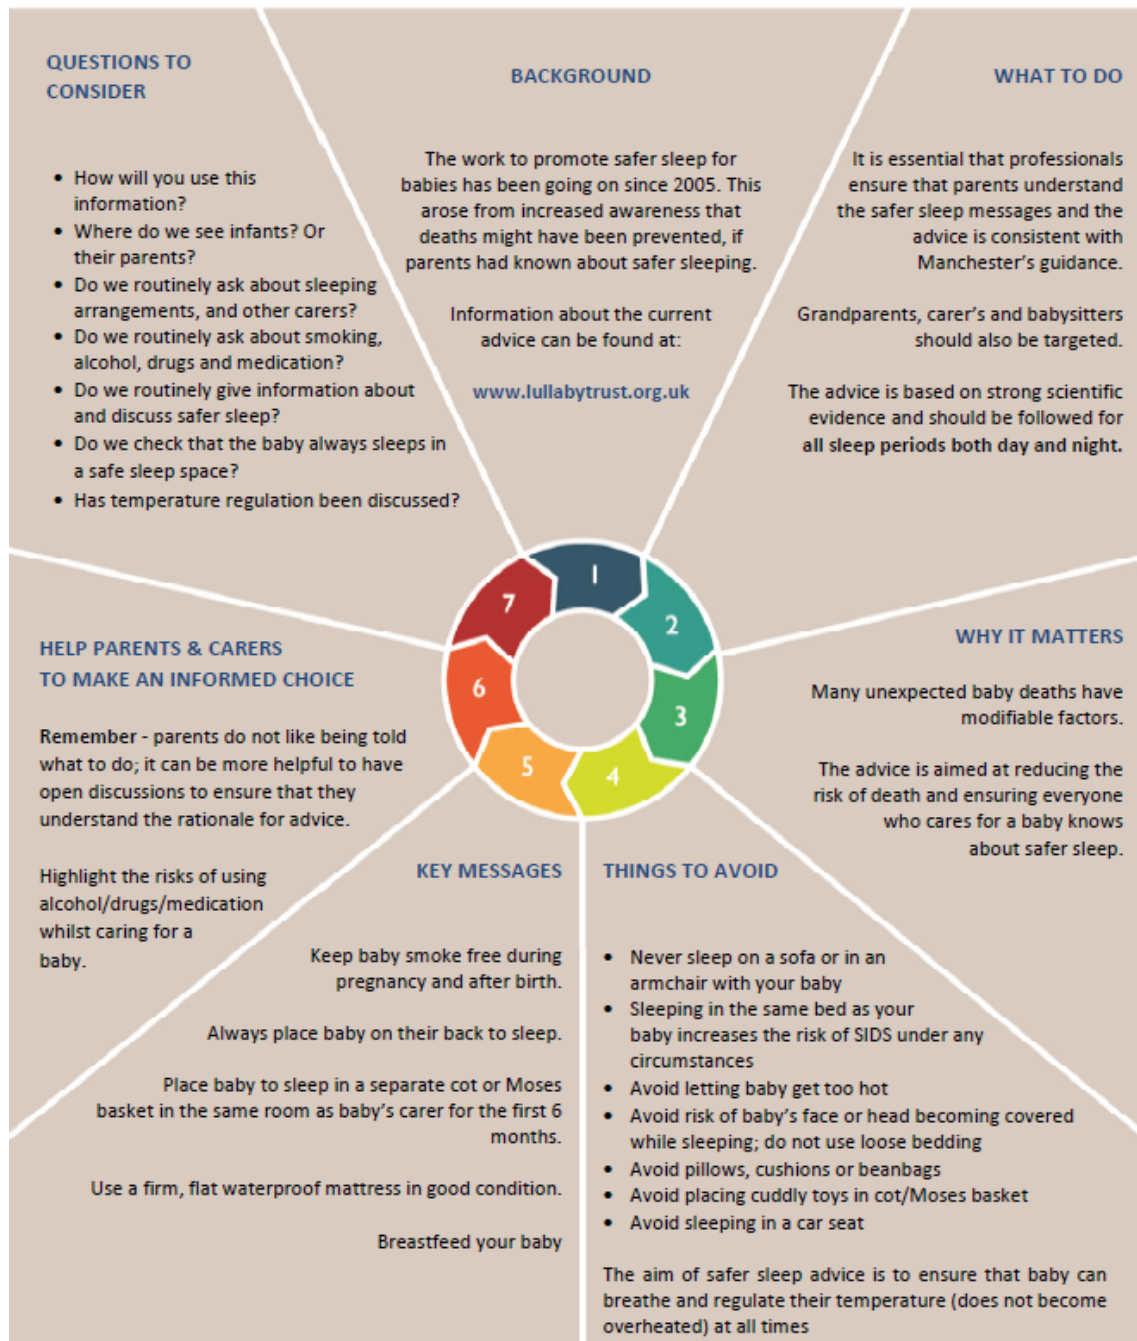 BACKGROUND
The work to promote safer sleep for
babies has been going on since 2005. This
arose from increased awareness that
deaths might have been prevented, if
parents had known about safer sleeping.
Information about the current
advice can be found at:
www.lullabytrust.org.uk
WHAT TO DO
It is essential that professionals
ensure that parents understand
the safer sleep messages and the
advice is consistent with
Manchester’s guidance.
Grandparents, carer’s and babysitters
should also be targeted.
The advice is based on strong scientific
evidence and should be followed for
all sleep periods both day and night.
WHY IT MATTERS
Many unexpected baby deaths have
modifiable factors.
The advice is aimed at reducing the
risk of death and ensuring everyone
who cares for a baby knows
about safer sleep.
THINGS TO AVOID
• Never sleep on a sofa or in an
armchair with your baby
• Sleeping in the same bed as your
baby increases the risk of SIDS under any
circumstances
• Avoid letting baby get too hot
• Avoid risk of baby’s face or head becoming covered
while sleeping; do not use loose bedding
• Avoid pillows, cushions or beanbags
• Avoid placing cuddly toys in cot/Moses basket
• Avoid sleeping in a car seat
The aim of safer sleep advice is to ensure that baby can
breathe and regulate their temperature (does not become
overheated) at all times
KEY MESSAGES
Keep baby smoke free during
pregnancy and after birth.
Always place baby on their back to sleep.
Place baby to sleep in a separate cot or Moses
basket in the same room as baby’s carer for the first 6
months.
Use a firm, flat waterproof mattress in good condition.
Breastfeed your baby
HELP PARENTS & CARERS
TO MAKE AN INFORMED CHOICE
Remember - parents do not like being told
what to do; it can be more helpful to have
open discussions to ensure that they
understand the rationale for advice.
Highlight the risks of using
alcohol/drugs/medication
whilst caring for a
baby.
QUESTIONS TO
CONSIDER
• How will you use this
information?
• Where do we see infants? Or
their parents?
• Do we routinely ask about sleeping
arrangements, and other carers?
• Do we routinely ask about smoking,
alcohol, drugs and medication?
• Do we routinely give information about
and discuss safer sleep?
• Do we check that the baby always sleeps in
a safe sleep space?
• Has temperature regulation been discussed?
1
2
3
4
5
6
7